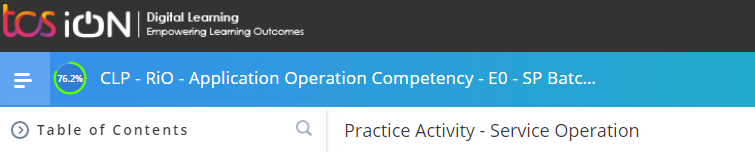 tcs iON
Digital Learning
Empowering Learning Outcomes
76.2%
CLP - RiO - Application Operation Competency - E0 - SP Batc...
Table of Contents
Practice Activity - Service Operation